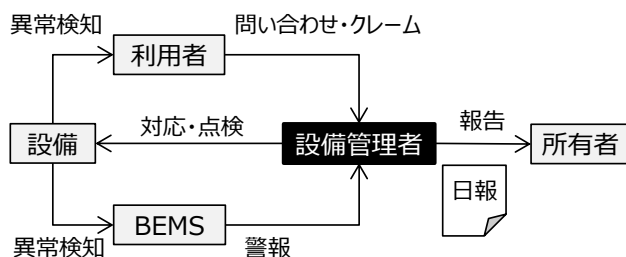 異常検知
利用者
問い合わせ・クレーム
設備
対応・点検
設備管理者
報告
所有者
日報
異常検知
BEMS
警報